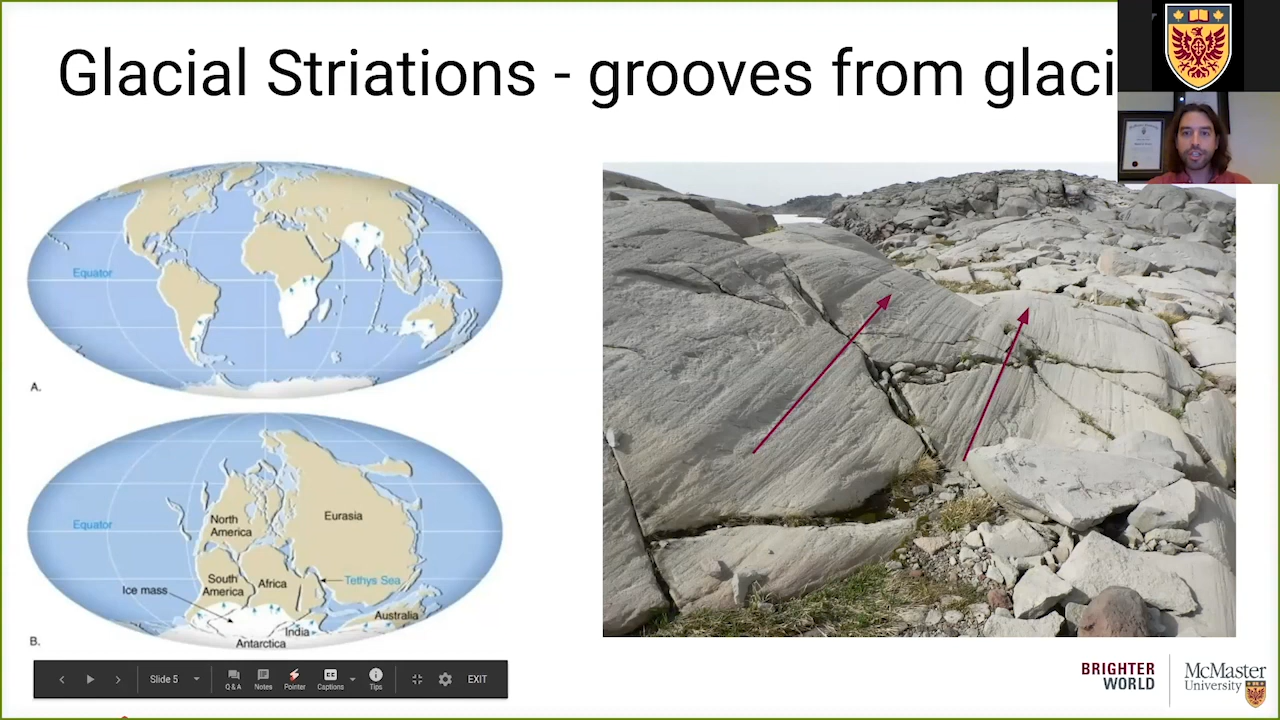 Glacial Striations - grooves from glaci
Equator
A.
Equator
North
America
Eurasia
South
America
Africa
Tethys Sea
Ice mass
Australia
India
Antarctica
B.
Slide 5
Q & A
Notes
Pointer
Captions
Tips
EXIT
BRIGHTER
WORLD
McMaster
University